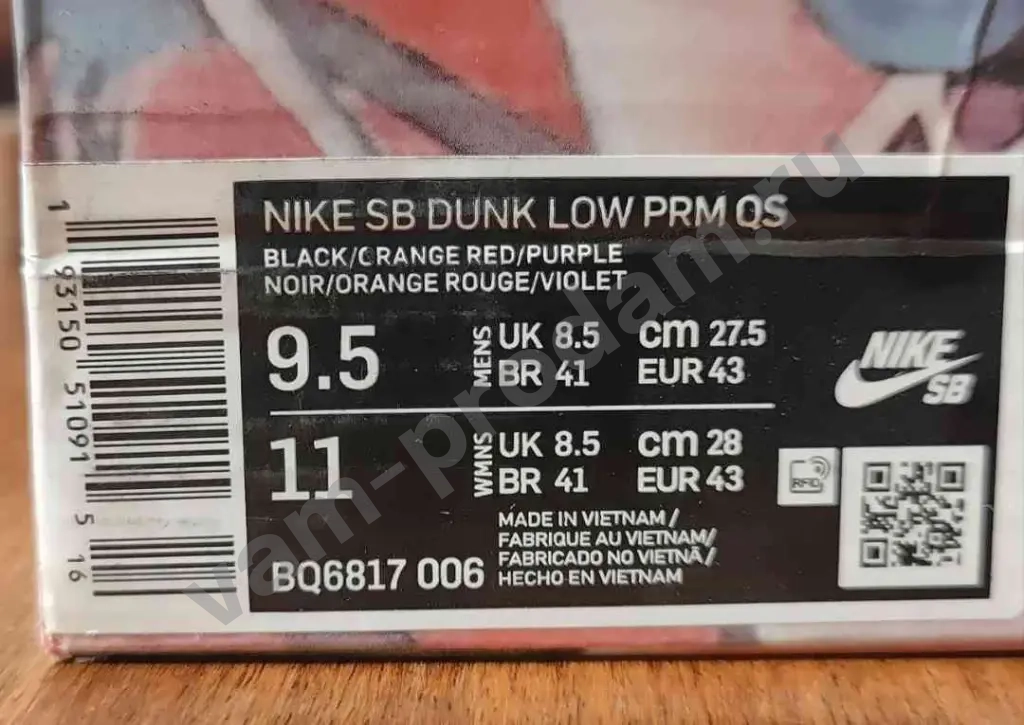 NIKE SB DUNK LOW PRM QS
BLACK/ORANGE RED/PURPLE
NOIR/ORANGE ROUGE/VIOLET
9.5 MENS UK 8.5 cm 27.5
BR 41 EUR 43
11 WMNS UK 8.5 cm 28
BR 41 EUR 43
NIKE
SB
RFID
MADE IN VIETNAM/
FABRIQUE AU VIETNAM/
FABRICADO NO VIETNÃ/
HECHO EN VIETNAM
BQ6817 006
1 93150 51091 5 16
vam-prodam.ru